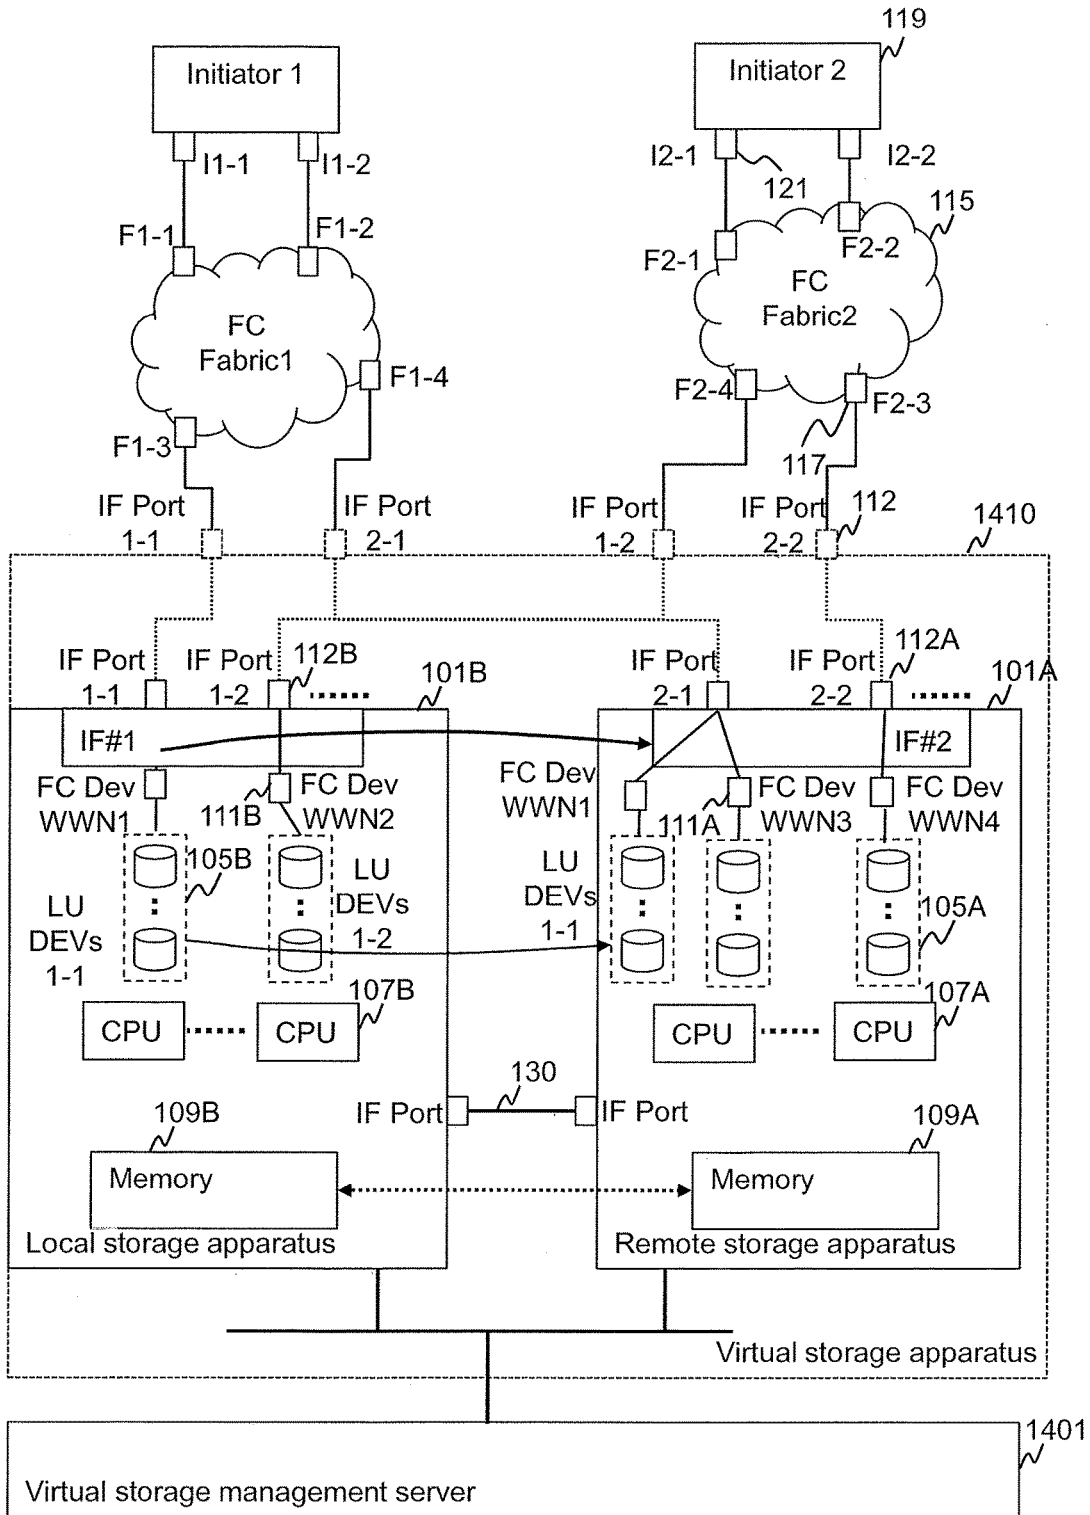 119
Initiator 1
Initiator 2
I1-1
I1-2
I2-1
I2-2
121
115
F1-1
F1-2
F2-1
F2-2
FC
Fabric1
FC
Fabric2
F1-4
F2-4
F2-3
F1-3
117
IF Port
1-1
IF Port
2-1
IF Port
1-2
IF Port
2-2
112
1410
IF Port
1-1
IF Port
1-2
112B
101B
IF Port
2-1
IF Port
2-2
112A
101A
IF#1
IF#2
FC Dev
WWN1
111B
FC Dev
WWN2
FC Dev
WWN1
111A
FC Dev
WWN3
FC Dev
WWN4
105B
LU
DEVs
1-1
LU
DEVs
1-2
LU
DEVs
1-1
105A
107B
107A
CPU
CPU
CPU
CPU
130
IF Port
IF Port
109B
109A
Memory
Memory
Local storage apparatus
Remote storage apparatus
Virtual storage apparatus
1401
Virtual storage management server